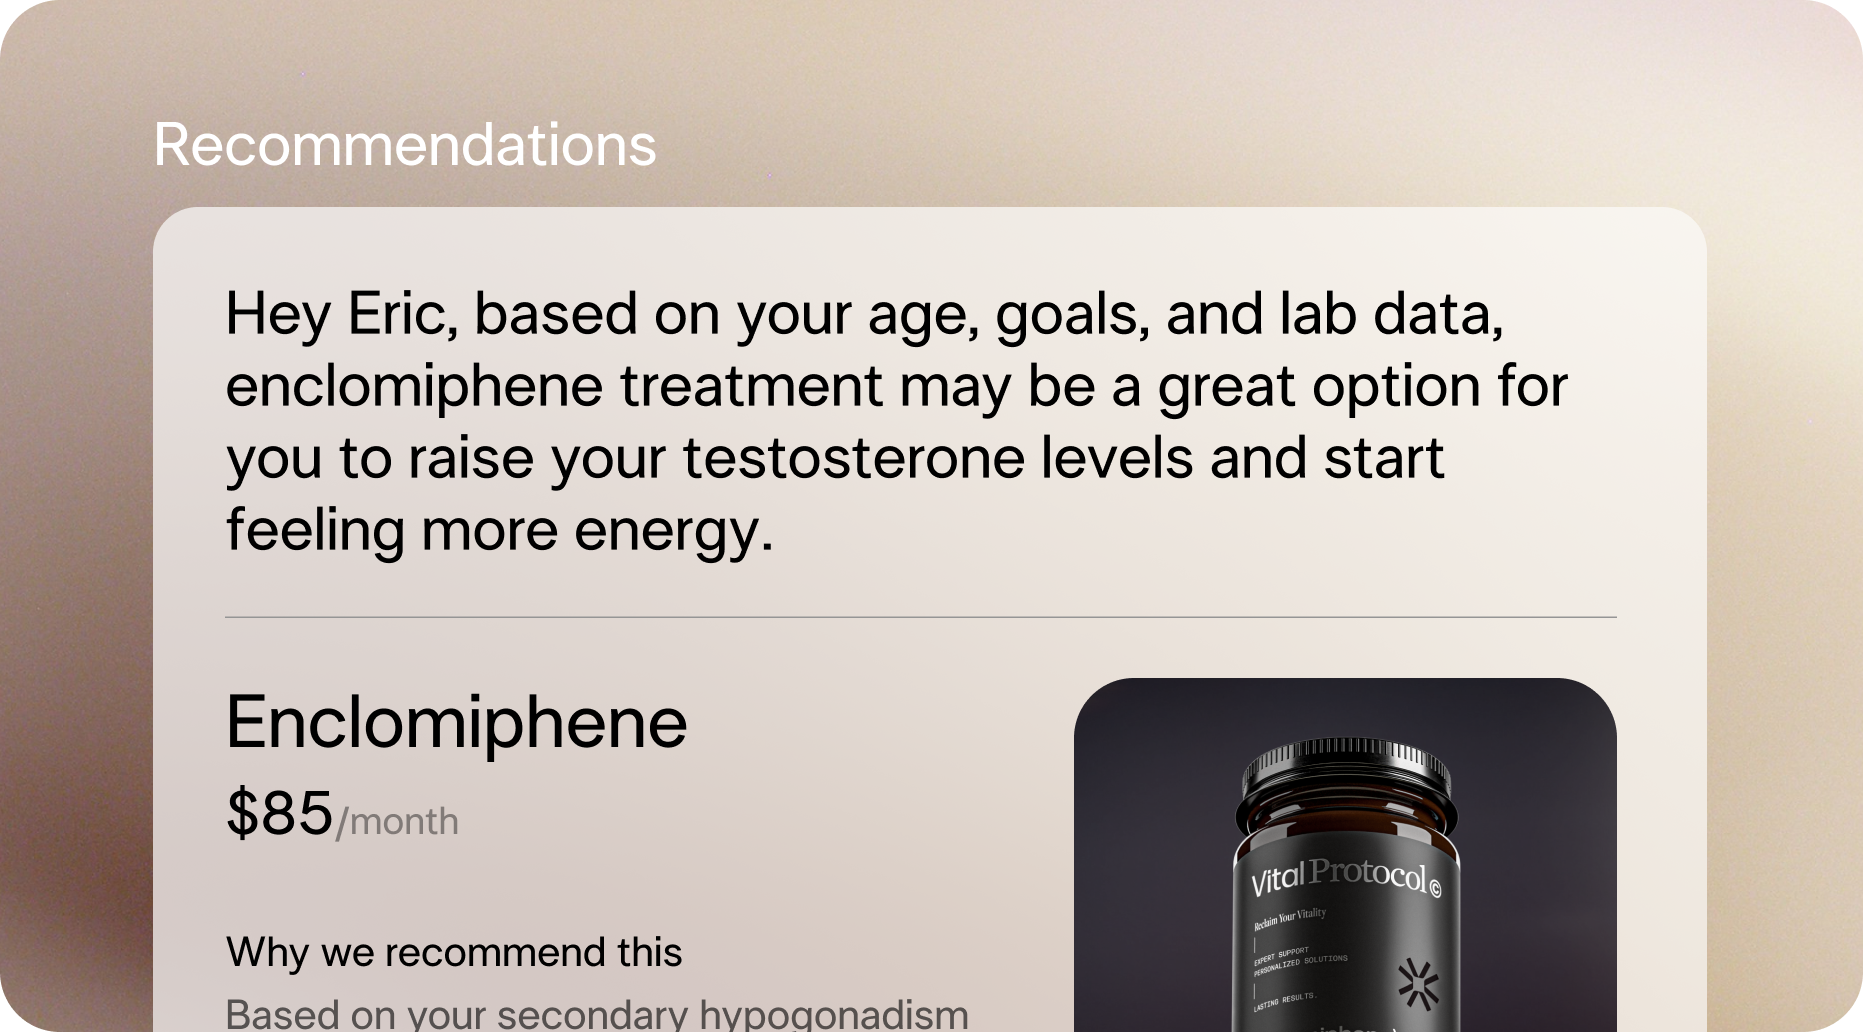 Recommendations
Hey Eric, based on your age, goals, and lab data,
enclomiphene treatment may be a great option for
you to raise your testosterone levels and start
feeling more energy.
Enclomiphene
$85/month
Why we recommend this
Based on your secondary hypogonadism
Vital Protocol©
Reclaim Your Vitality
EXPERT SUPPORT
PERSONALIZED SOLUTIONS
LASTING RESULTS.